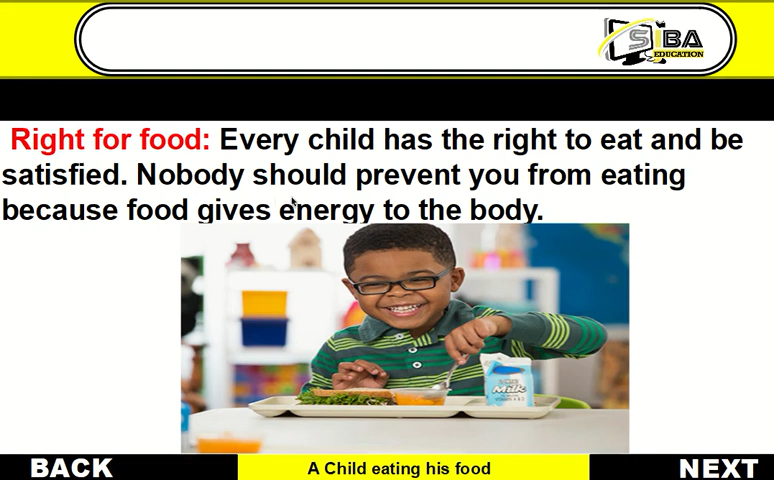 SiBA
EDUCATION
Right for food: Every child has the right to eat and be
satisfied. Nobody should prevent you from eating
because food gives energy to the body.
Milk
BACK
A Child eating his food
NEXT